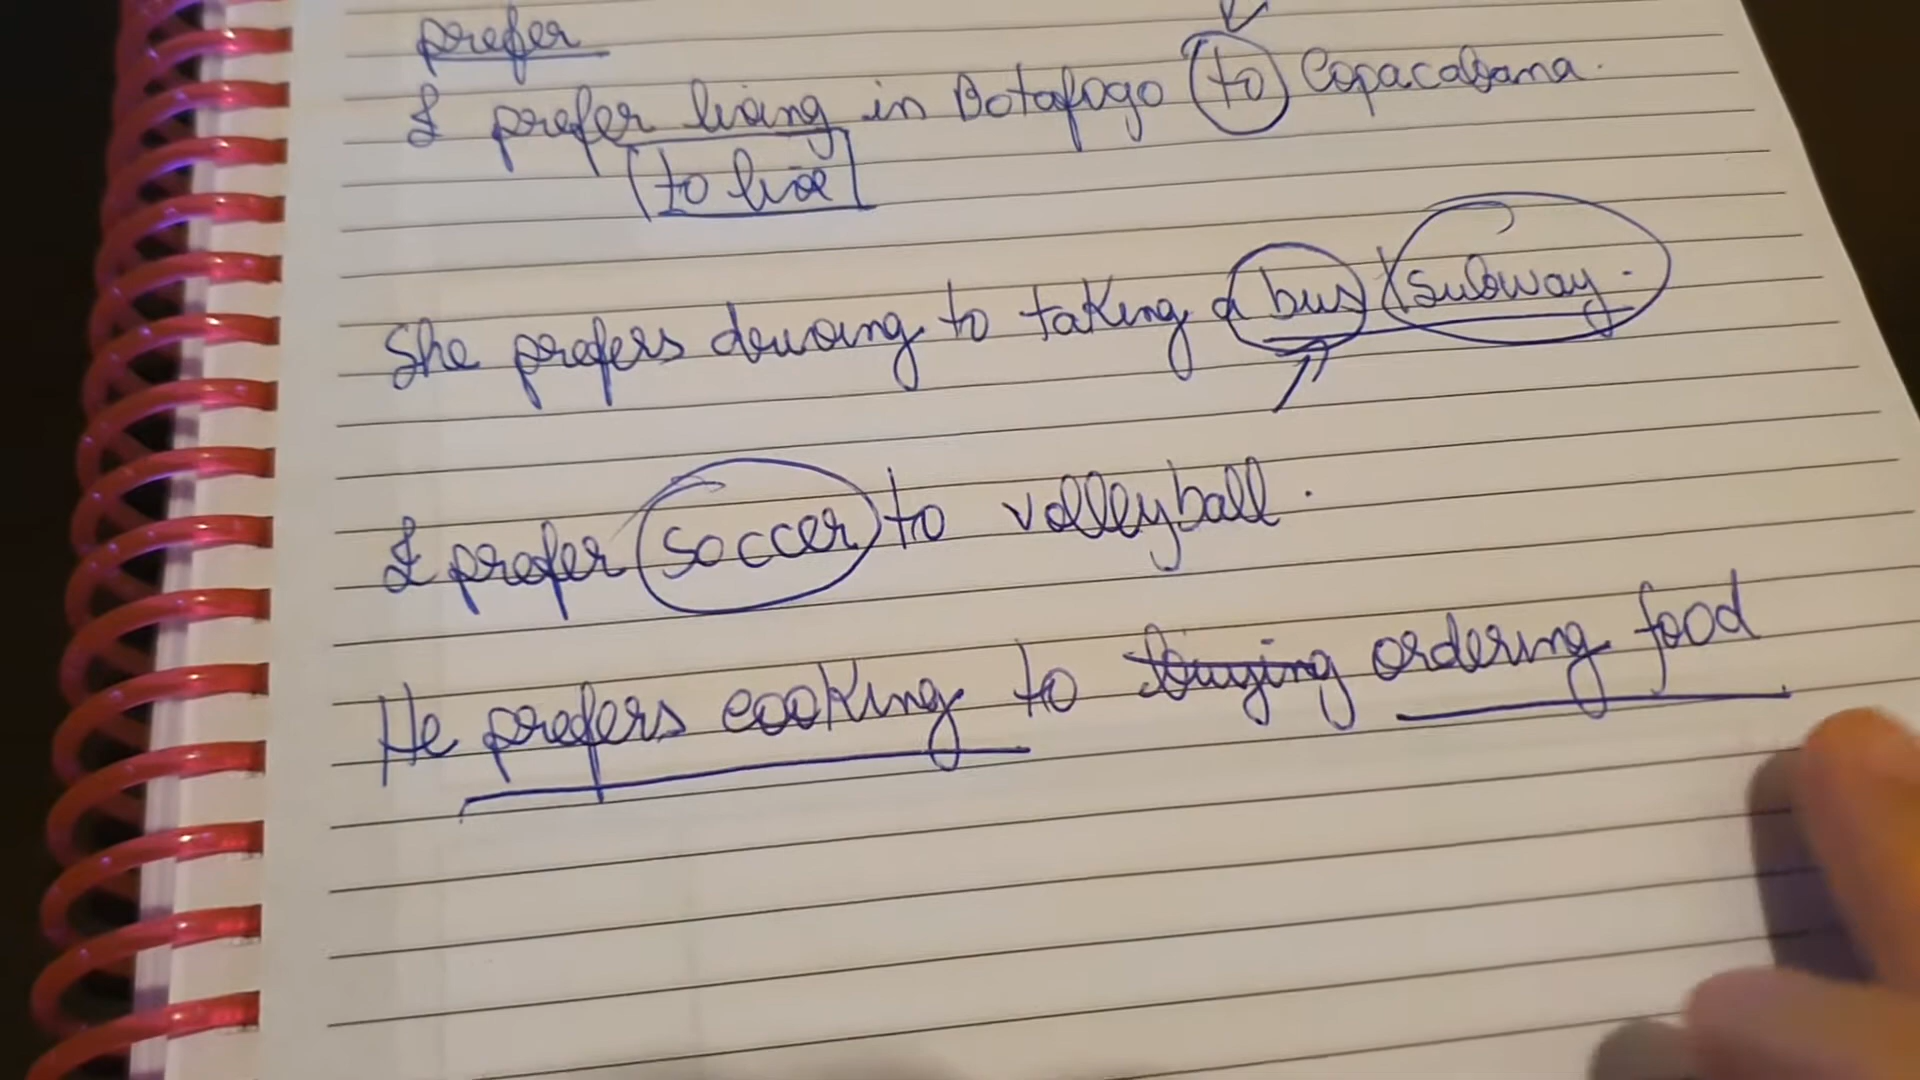 prefer
I prefer living in Botafogo to Copacabana.
to live
She prefers driving to taking a bus / subway.
I prefer soccer to volleyball.
He prefers cooking to buying ordering food